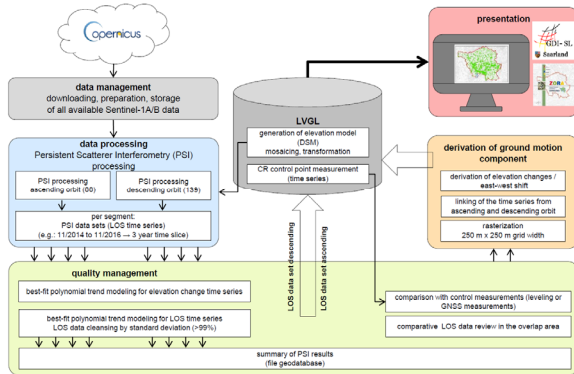 opernicus
data management
downloading, preparation, storage
of all available Sentinel-1A/B data
data processing
Persistent Scatterer Interferometry (PSI)
processing
PSI processing
ascending orbit (88)
PSI processing
descending orbit (139)
per segment:
PSI data sets (LOS time series)
(e.g.: 11/2014 to 11/2016 → 3 year time slice)
quality management
best-fit polynomial trend modeling for elevation change time series
best-fit polynomial trend modeling for LOS time series
LOS data cleansing by standard deviation (>99%)
summary of PSI results
(file geodatabase)
LVGL
generation of elevation model
(DSM)
mosaicing, transformation
CR control point measurement
(time series)
LOS data set descending
LOS data set ascending
presentation
GDI-SL
Saarland
derivation of ground motion
component
derivation of elevation changes /
east-west shift
linking of the time series from
ascending and descending orbit
rasterization
250 m x 250 m grid width
comparison with control measurements (leveling or
GNSS measurements)
comparative LOS data review in the overlap area